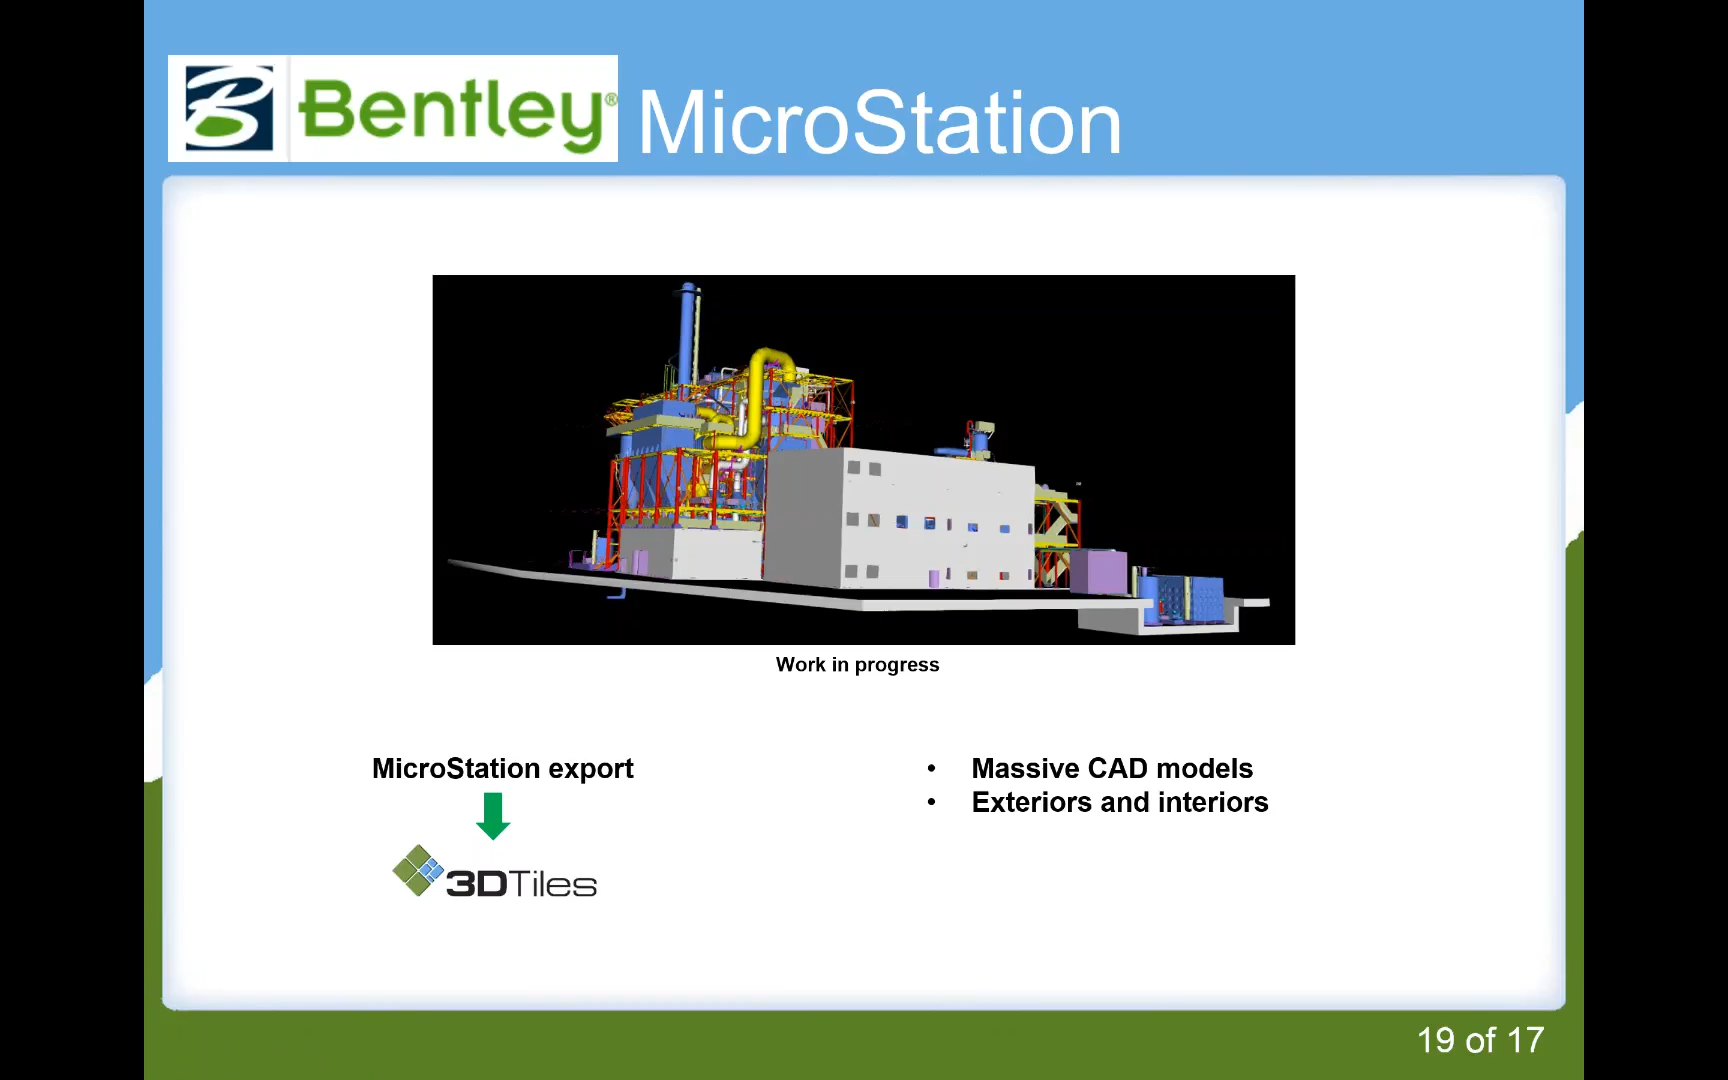 Bentley® MicroStation
Work in progress
MicroStation export
3DTiles
• Massive CAD models
• Exteriors and interiors
19 of 17